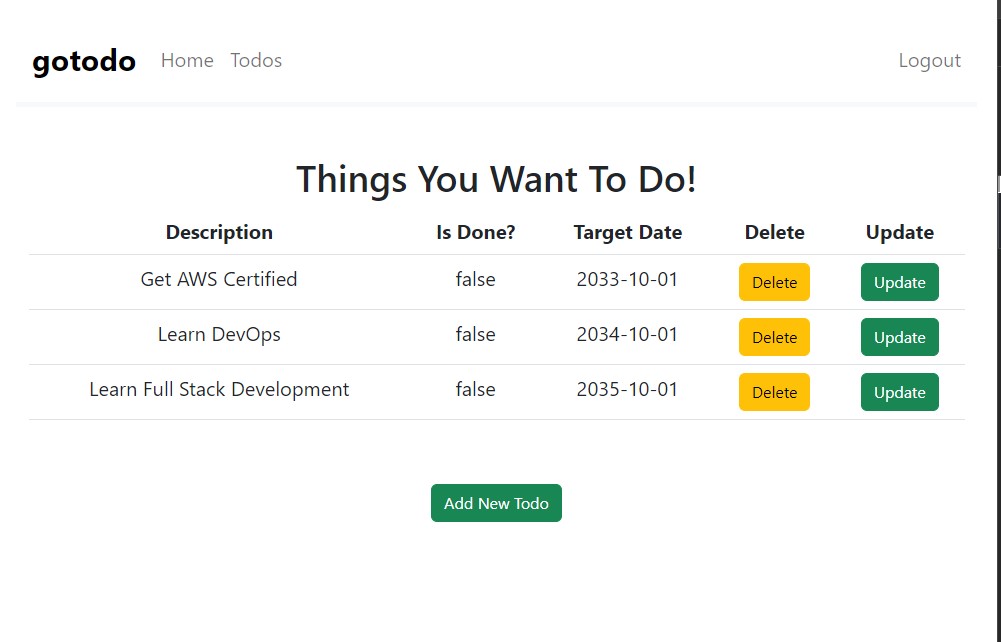 gotodo Home Todos Logout
Things You Want To Do!
Description Is Done? Target Date Delete Update
Get AWS Certified false 2033-10-01 Delete Update
Learn DevOps false 2034-10-01 Delete Update
Learn Full Stack Development false 2035-10-01 Delete Update
Add New Todo